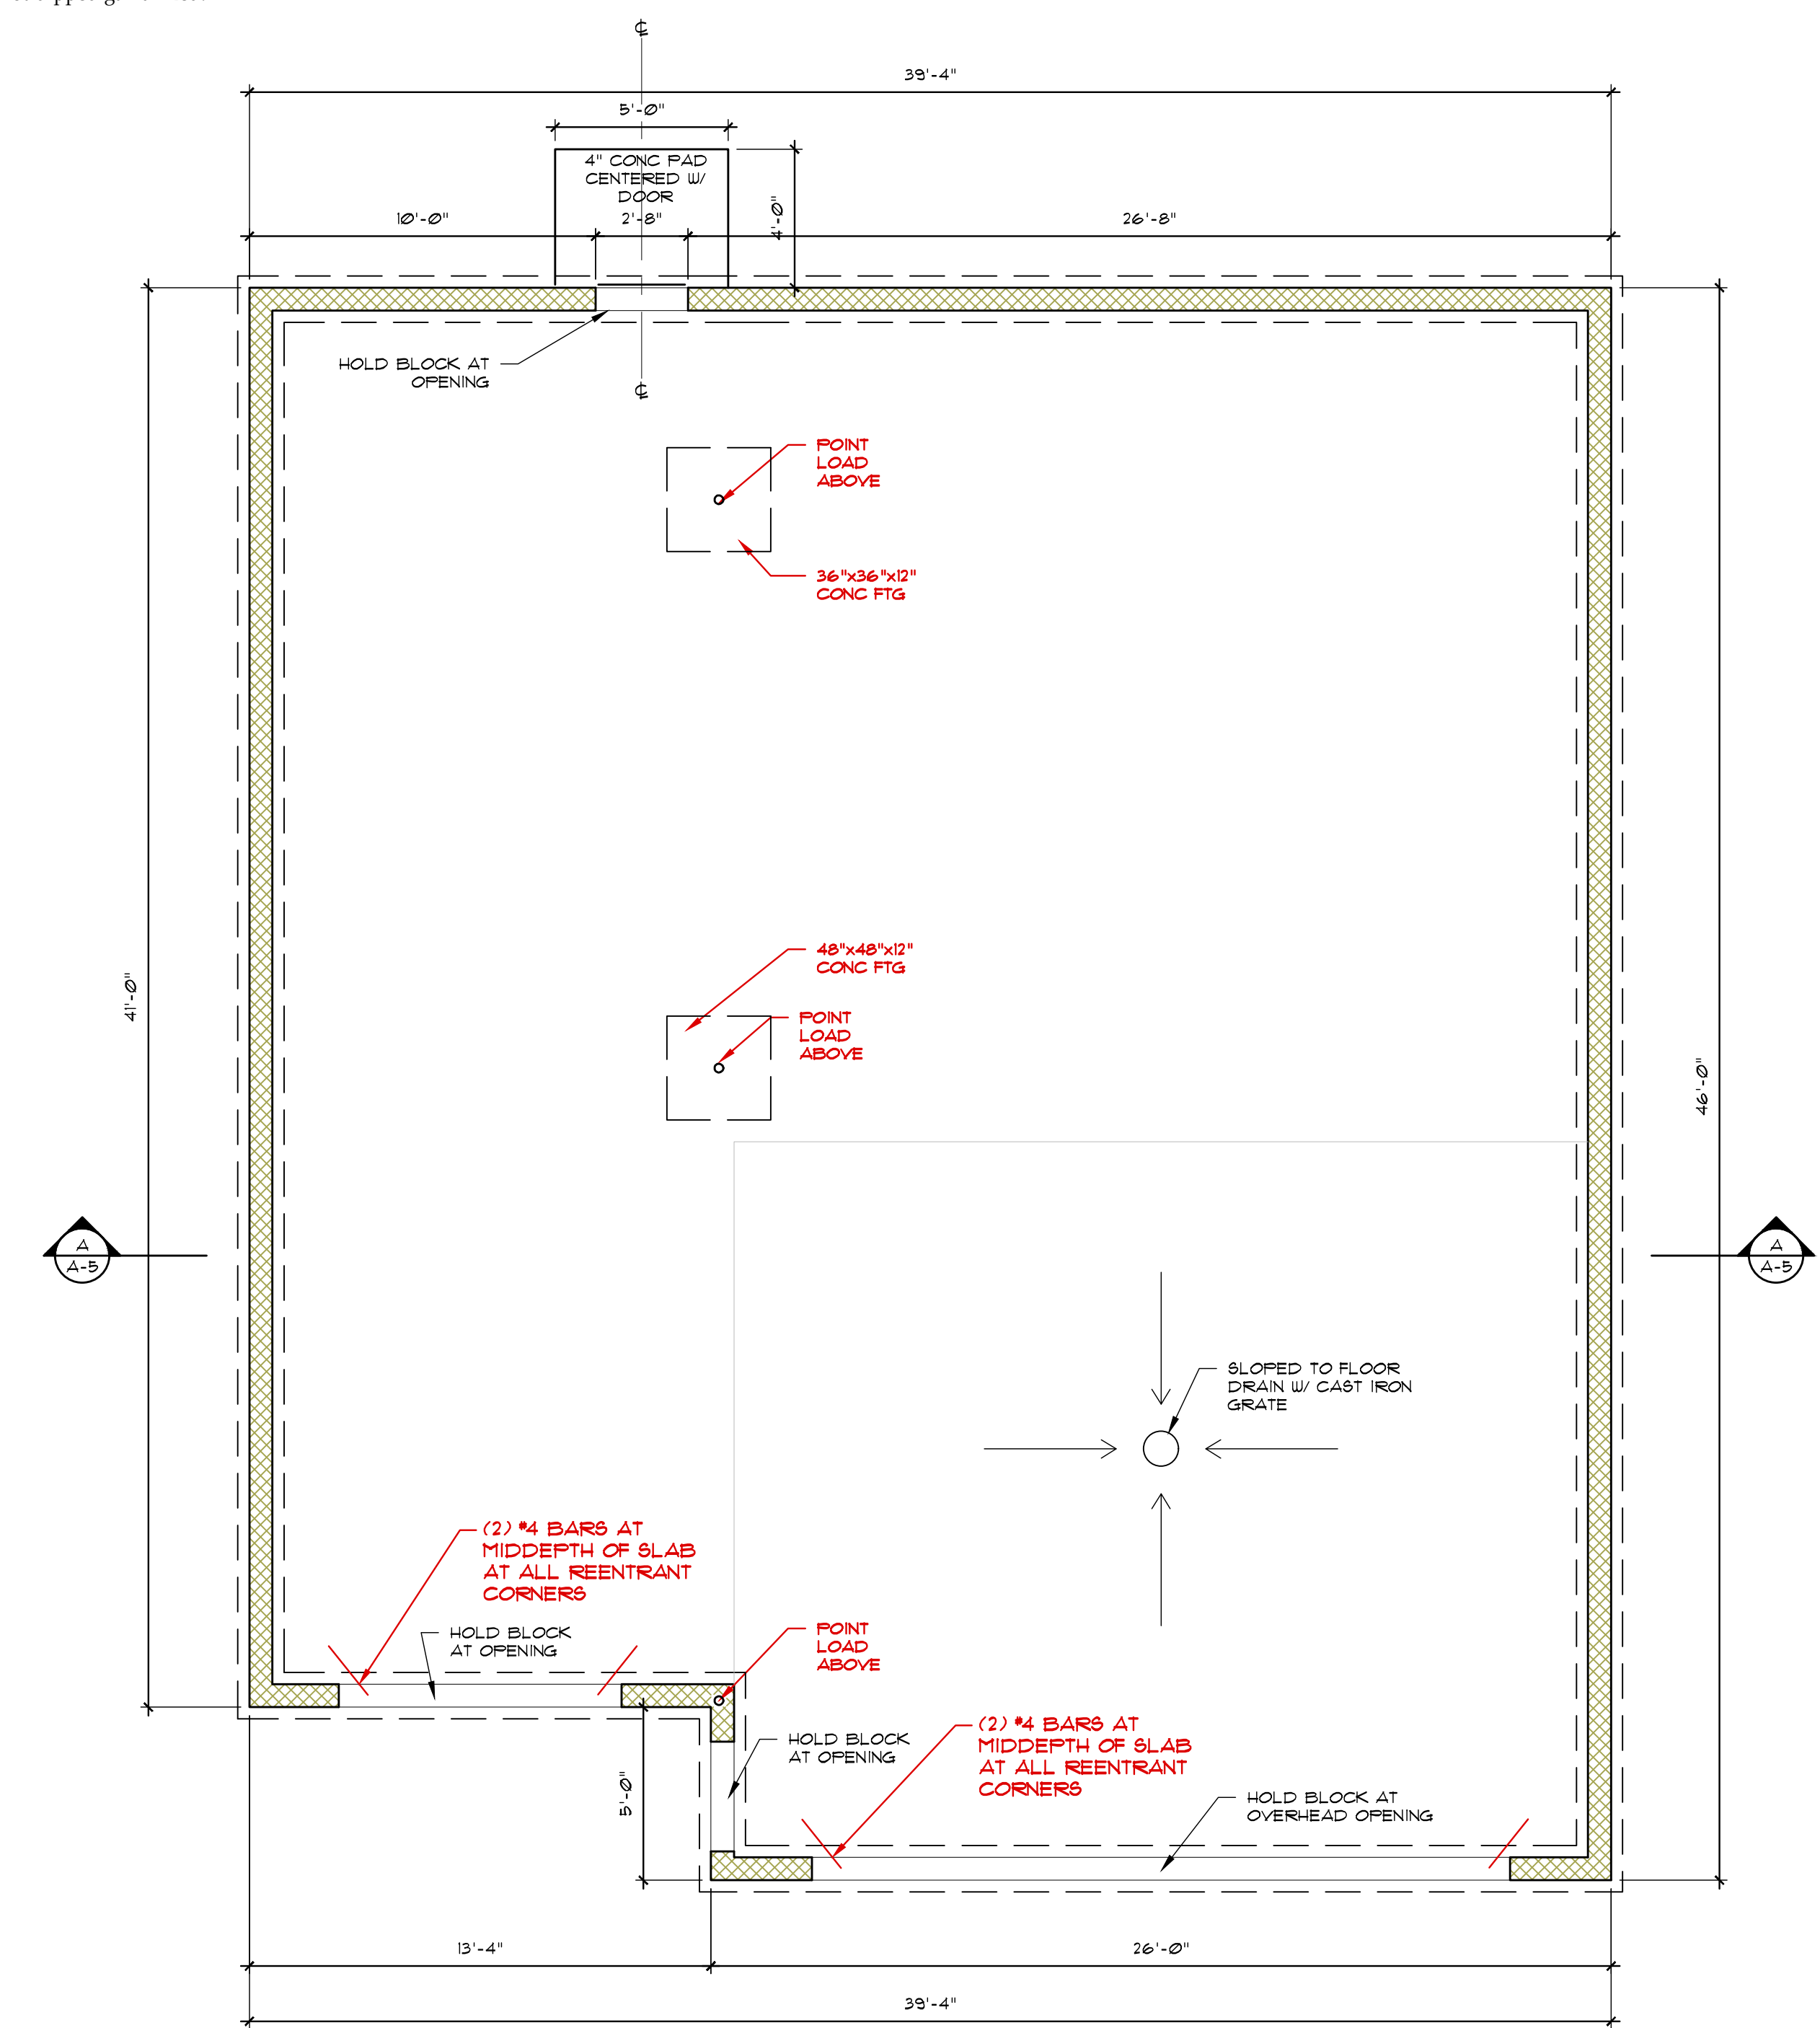 ℄
39'-4"
5'-0"
4" CONC PAD
CENTERED W/
DOOR
10'-0"
2'-8"
4'-0"
26'-8"
HOLD BLOCK AT
OPENING
℄
POINT
LOAD
ABOVE
36"x36"x12"
CONC FTG
48"x48"x12"
CONC FTG
POINT
LOAD
ABOVE
41'-0"
46'-0"
A
A-5
A
A-5
SLOPED TO FLOOR
DRAIN W/ CAST IRON
GRATE
(2) #4 BARS AT
MIDDEPTH OF SLAB
AT ALL REENTRANT
CORNERS
HOLD BLOCK
AT OPENING
POINT
LOAD
ABOVE
HOLD BLOCK
AT OPENING
(2) #4 BARS AT
MIDDEPTH OF SLAB
AT ALL REENTRANT
CORNERS
5'-0"
HOLD BLOCK AT
OVERHEAD OPENING
13'-4"
26'-0"
39'-4"